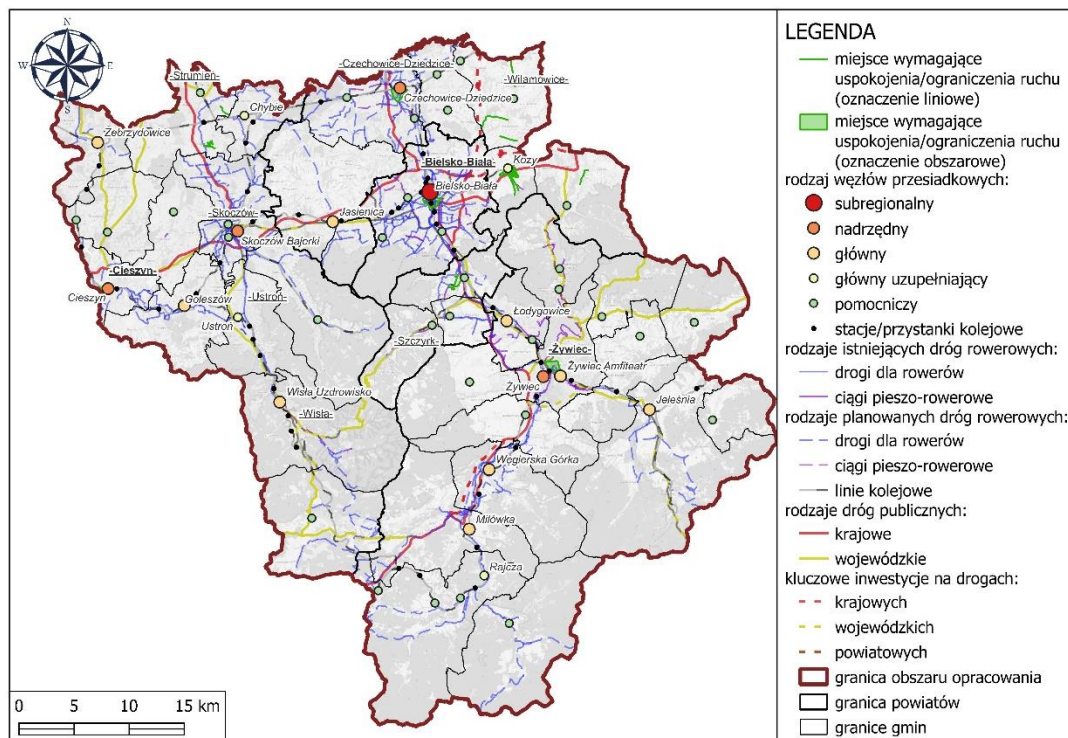 N
W
E
S
-Czechowice-Dziedzice-
-Strumień-
-Wilamowice-
Czechowice-Dziedzice
Chybie
Zebrzydowice
-Bielsko-Biała-
Kozy
Bielsko-Biała
Jasienica
-Skoczów-
Skoczów Bajorki
-Cieszyn-
Cieszyn
Goleszów
-Ustroń-
Ustroń
Łodygowice
-Szczyrk-
-Żywiec-
Żywiec Amfiteatr
Żywiec
Wisła Uzdrowisko
-Wisła-
Jeleśnia
Węgierska Górka
Milówka
Rajcza
0 5 10 15 km
LEGENDA
miejsce wymagające
uspokojenia/ograniczenia ruchu
(oznaczenie liniowe)
miejsce wymagające
uspokojenia/ograniczenia ruchu
(oznaczenie obszarowe)
rodzaj węzłów przesiadkowych:
subregionalny
nadrzędny
główny
główny uzupełniający
pomocniczy
stacje/przystanki kolejowe
rodzaje istniejących dróg rowerowych:
drogi dla rowerów
ciągi pieszo-rowerowe
rodzaje planowanych dróg rowerowych:
drogi dla rowerów
ciągi pieszo-rowerowe
linie kolejowe
rodzaje dróg publicznych:
krajowe
wojewódzkie
kluczowe inwestycje na drogach:
krajowych
wojewódzkich
powiatowych
granica obszaru opracowania
granica powiatów
granice gmin